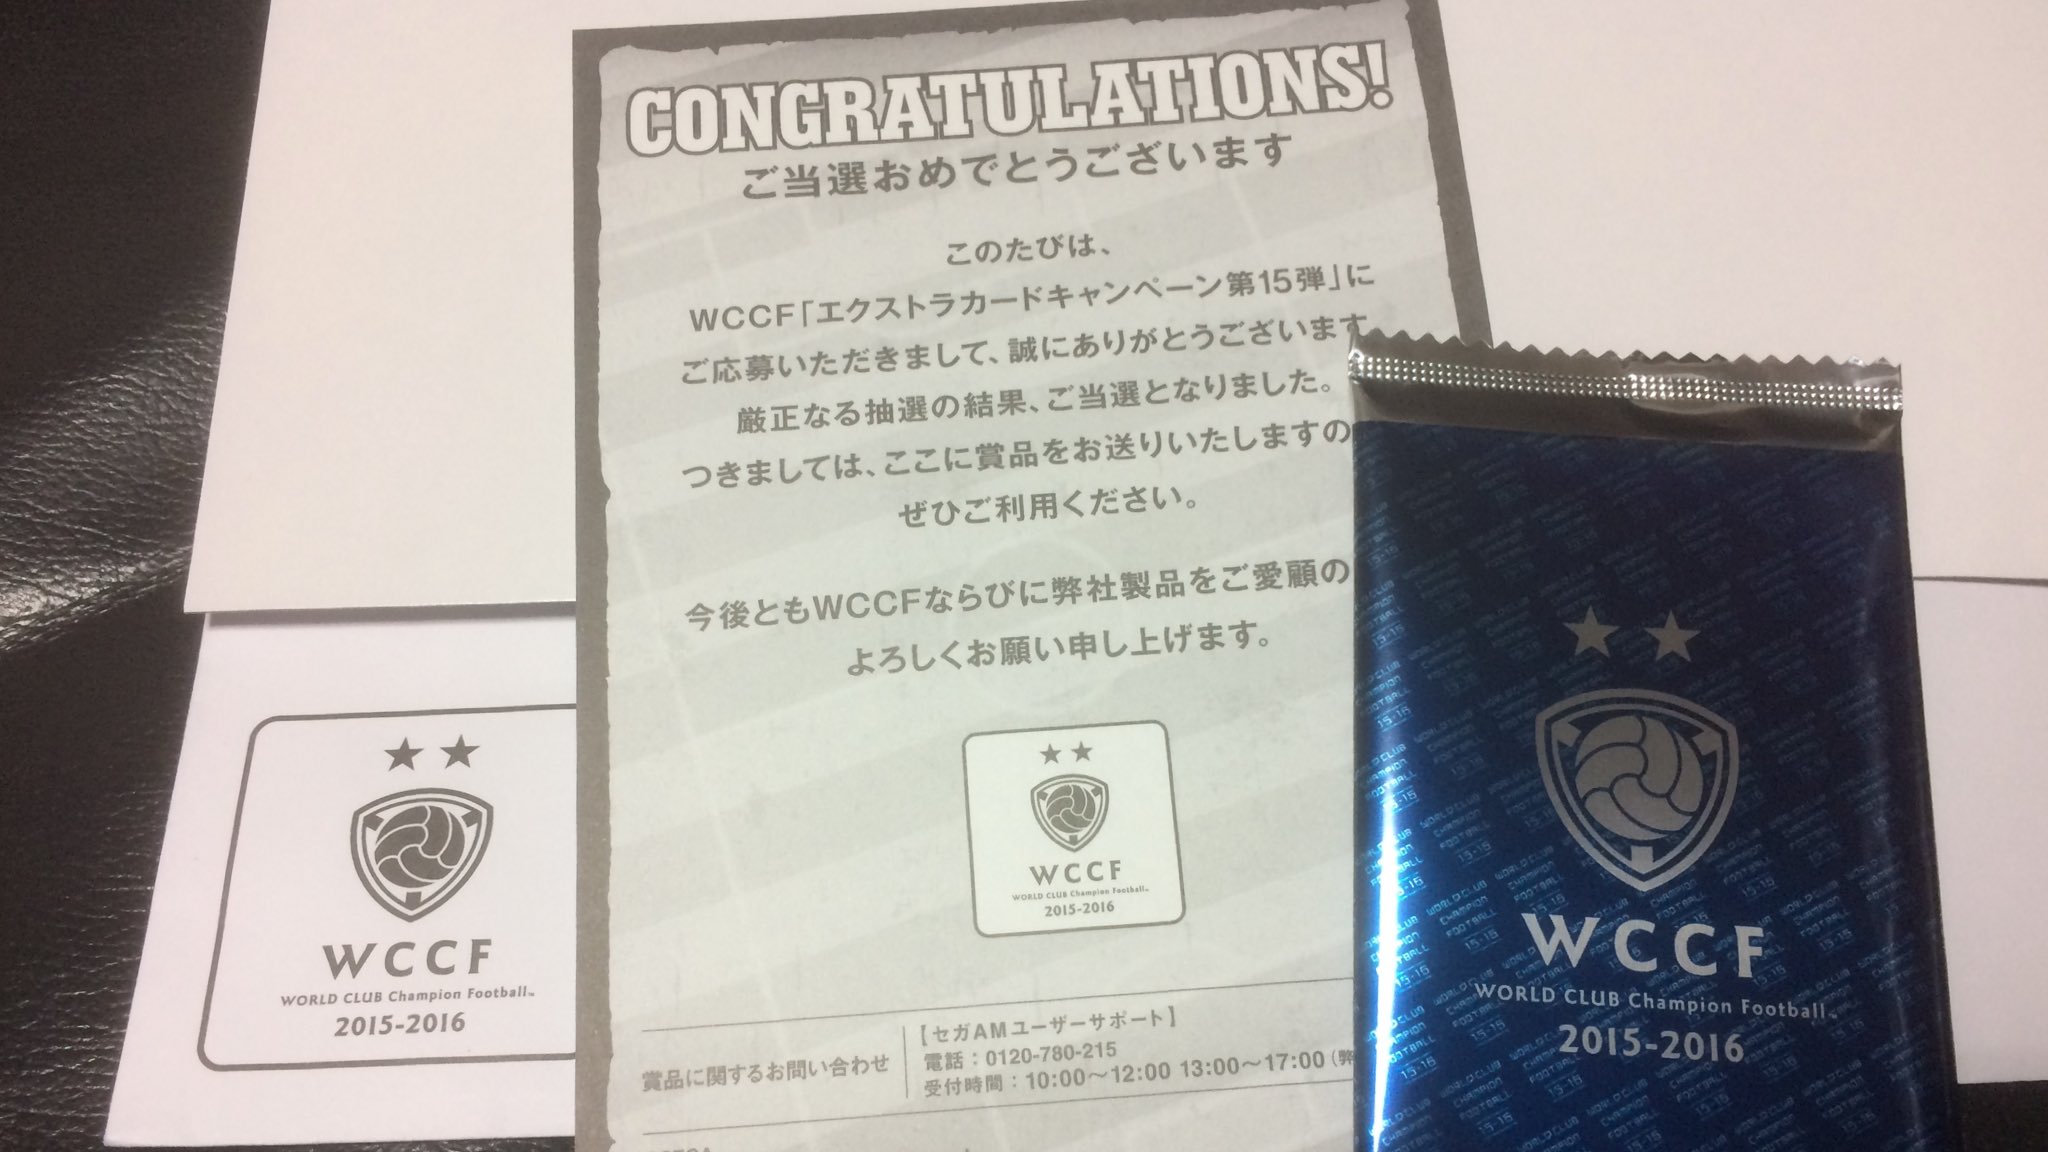 CONGRATULATIONS!
ご当選おめでとうございます
このたびは、
WCCF「エクストラカードキャンペーン第15弾」に
ご応募いただきまして、誠にありがとうございます
厳正なる抽選の結果、ご当選となりました。
つきましては、ここに賞品をお送りいたしますの
ぜひご利用ください。
今後ともWCCFならびに弊社製品をご愛顧の
よろしくお願い申し上げます。
WCCF
WORLD CLUB Champion Football™
2015-2016
賞品に関するお問い合わせ
【セガAMユーザーサポート】
電話：0120-780-215
受付時間：10:00〜12:00 13:00〜17:00（弊
WCCF
WORLD CLUB Champion Football™
2015-2016
WCCF
WORLD CLUB Champion Football™
2015-2016